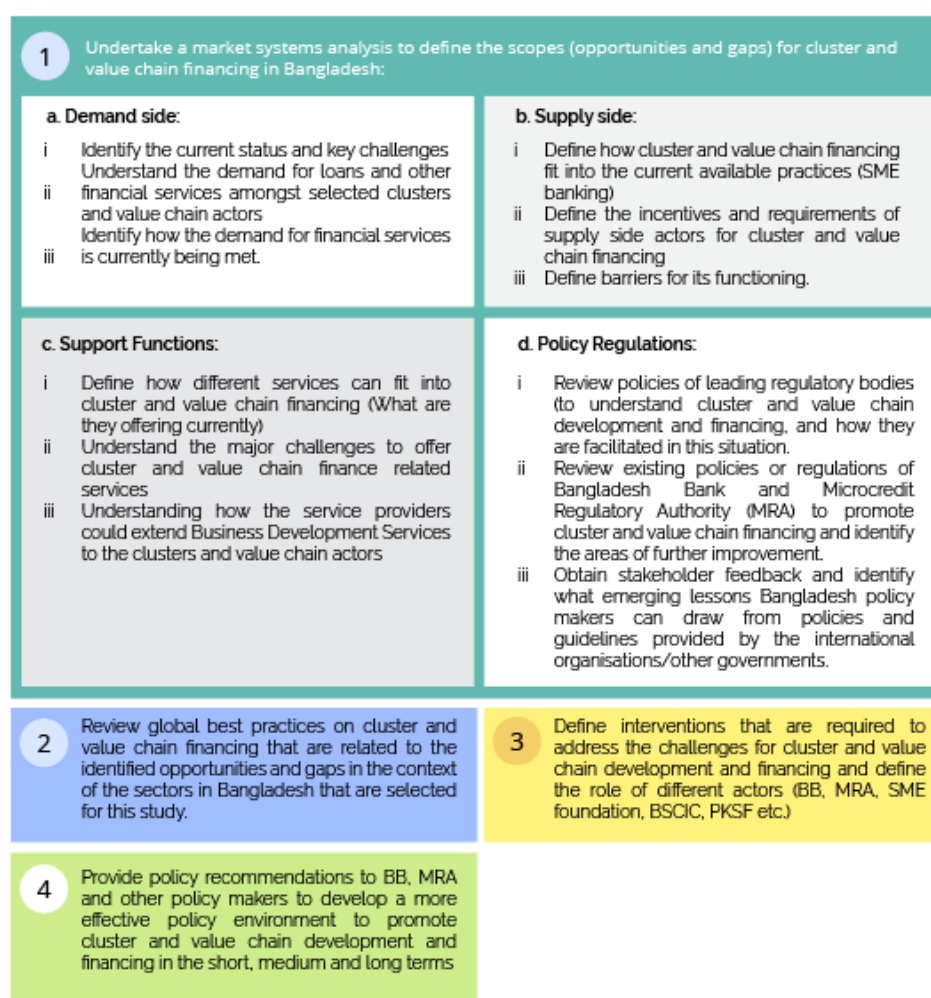 1
Undertake a market systems analysis to define the scopes (opportunities and gaps) for cluster and
value chain financing in Bangladesh:
a. Demand side:
i Identify the current status and key challenges
Understand the demand for loans and other
ii financial services amongst selected clusters
and value chain actors
Identify how the demand for financial services
iii is currently being met.
b. Supply side:
i Define how cluster and value chain financing
fit into the current available practices (SME
banking)
ii Define the incentives and requirements of
supply side actors for cluster and value
chain financing
iii Define barriers for its functioning.
c. Support Functions:
i Define how different services can fit into
cluster and value chain financing (What are
they offering currently)
ii Understand the major challenges to offer
cluster and value chain finance related
services
iii Understanding how the service providers
could extend Business Development Services
to the clusters and value chain actors
d. Policy Regulations:
i Review policies of leading regulatory bodies
(to understand cluster and value chain
development and financing, and how they
are facilitated in this situation.
ii Review existing policies or regulations of
Bangladesh Bank and Microcredit
Regulatory Authority (MRA) to promote
cluster and value chain financing and identify
the areas of further improvement.
iii Obtain stakeholder feedback and identify
what emerging lessons Bangladesh policy
makers can draw from policies and
guidelines provided by the international
organisations/other governments.
2
Review global best practices on cluster and
value chain financing that are related to the
identified opportunities and gaps in the context
of the sectors in Bangladesh that are selected
for this study.
3
Define interventions that are required to
address the challenges for cluster and value
chain development and financing and define
the role of different actors (BB, MRA, SME
foundation, BSCIC, PKSF etc.)
4
Provide policy recommendations to BB, MRA
and other policy makers to develop a more
effective policy environment to promote
cluster and value chain development and
financing in the short, medium and long terms